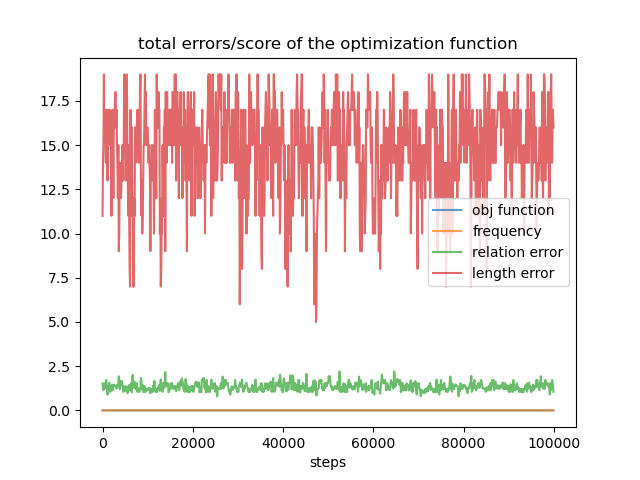 total errors/score of the optimization function
17.5
15.0
12.5
10.0
7.5
5.0
2.5
0.0
obj function
frequency
relation error
length error
0 20000 40000 60000 80000 100000
steps